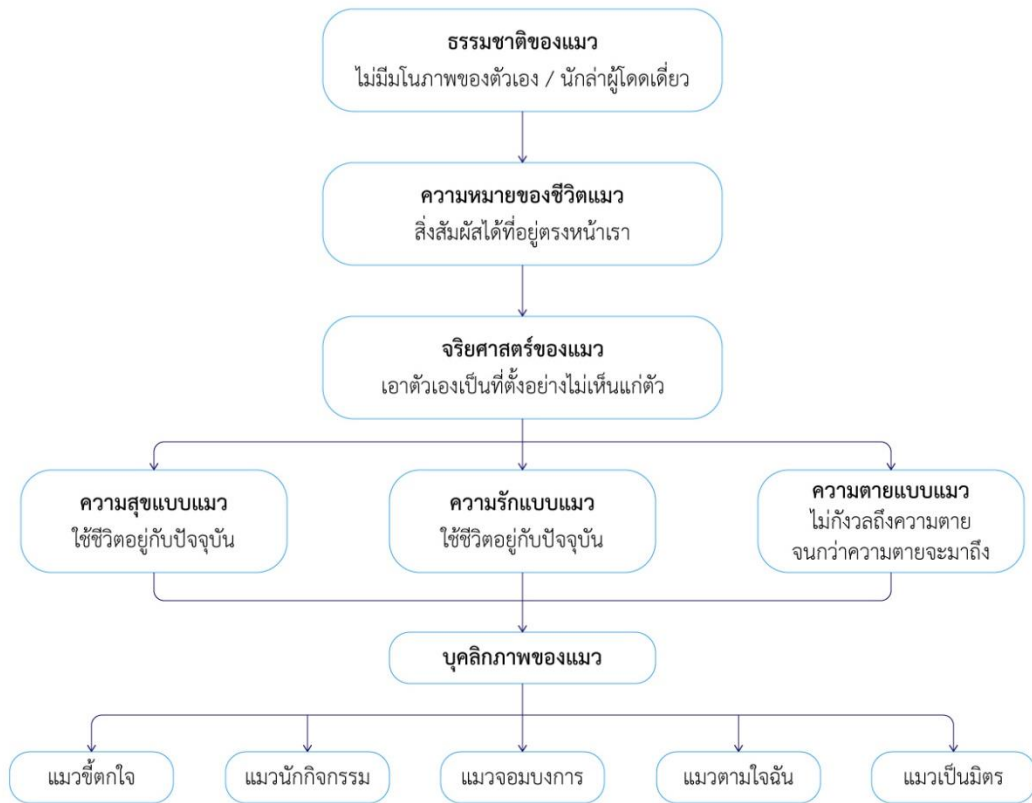 ธรรมชาติของแมว
ไม่มีมโนภาพของตัวเอง / นักล่าผู้โดดเดี่ยว
ความหมายของชีวิตแมว
สิ่งสัมผัสได้ที่อยู่ตรงหน้าเรา
จริยศาสตร์ของแมว
เอาตัวเองเป็นที่ตั้งอย่างไม่เห็นแก่ตัว
ความสุขแบบแมว
ใช้ชีวิตอยู่กับปัจจุบัน
ความรักแบบแมว
ใช้ชีวิตอยู่กับปัจจุบัน
ความตายแบบแมว
ไม่กังวลถึงความตาย
จนกว่าความตายจะมาถึง
บุคลิกภาพของแมว
แมวขี้ตกใจ
แมวนักกิจกรรม
แมวจอมบงการ
แมวตามใจฉัน
แมวเป็นมิตร